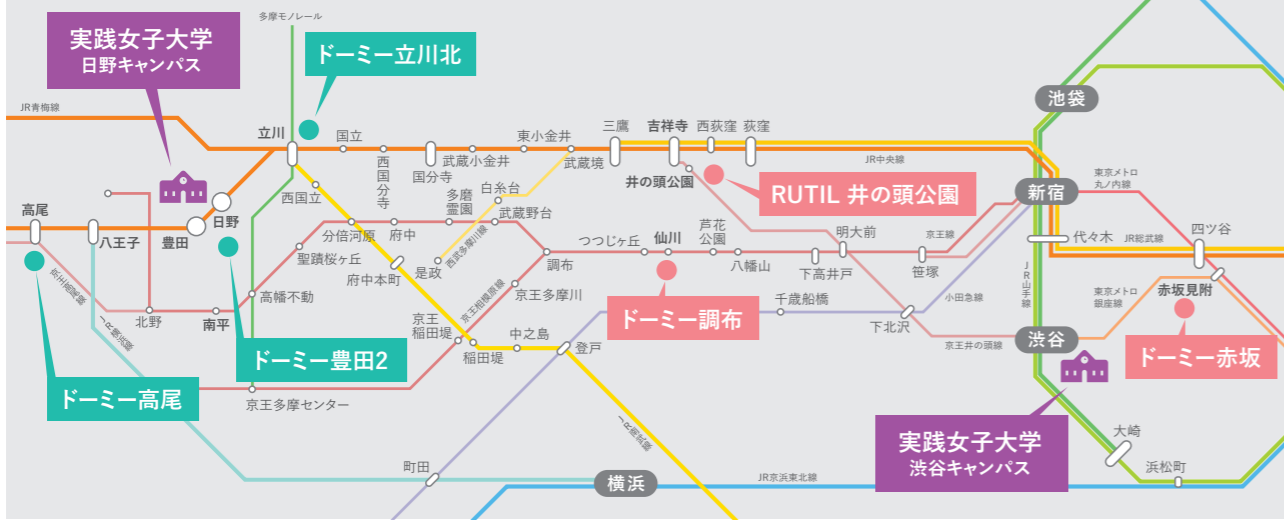 多摩モノレール
実践女子大学
日野キャンパス
ドーミー立川北
池袋
JR青梅線
立川
国立
西国分寺
国分寺
武蔵小金井
東小金井
武蔵境
三鷹
吉祥寺
西荻窪
荻窪
JR中央線
井の頭公園
RUTIL 井の頭公園
東京メトロ
丸ノ内線
新宿
西国立
白糸台
多磨霊園
武蔵野台
高尾
八王子
豊田
日野
分倍河原
府中
聖蹟桜ヶ丘
府中本町
是政
西武多摩川線
調布
つつじヶ丘
仙川
芦花公園
八幡山
下高井戸
明大前
京王線
笹塚
代々木
JR総武線
四ツ谷
京王高尾線
北野
南平
高幡不動
京王多摩川
京王相模原線
ドーミー調布
千歳船橋
小田急線
下北沢
JR山手線
東京メトロ
銀座線
赤坂見附
JR横浜線
ドーミー豊田2
京王稲田堤
稲田堤
中之島
登戸
京王井の頭線
渋谷
ドーミー赤坂
ドーミー高尾
京王多摩センター
JR南武線
実践女子大学
渋谷キャンパス
大崎
浜松町
町田
横浜
JR京浜東北線